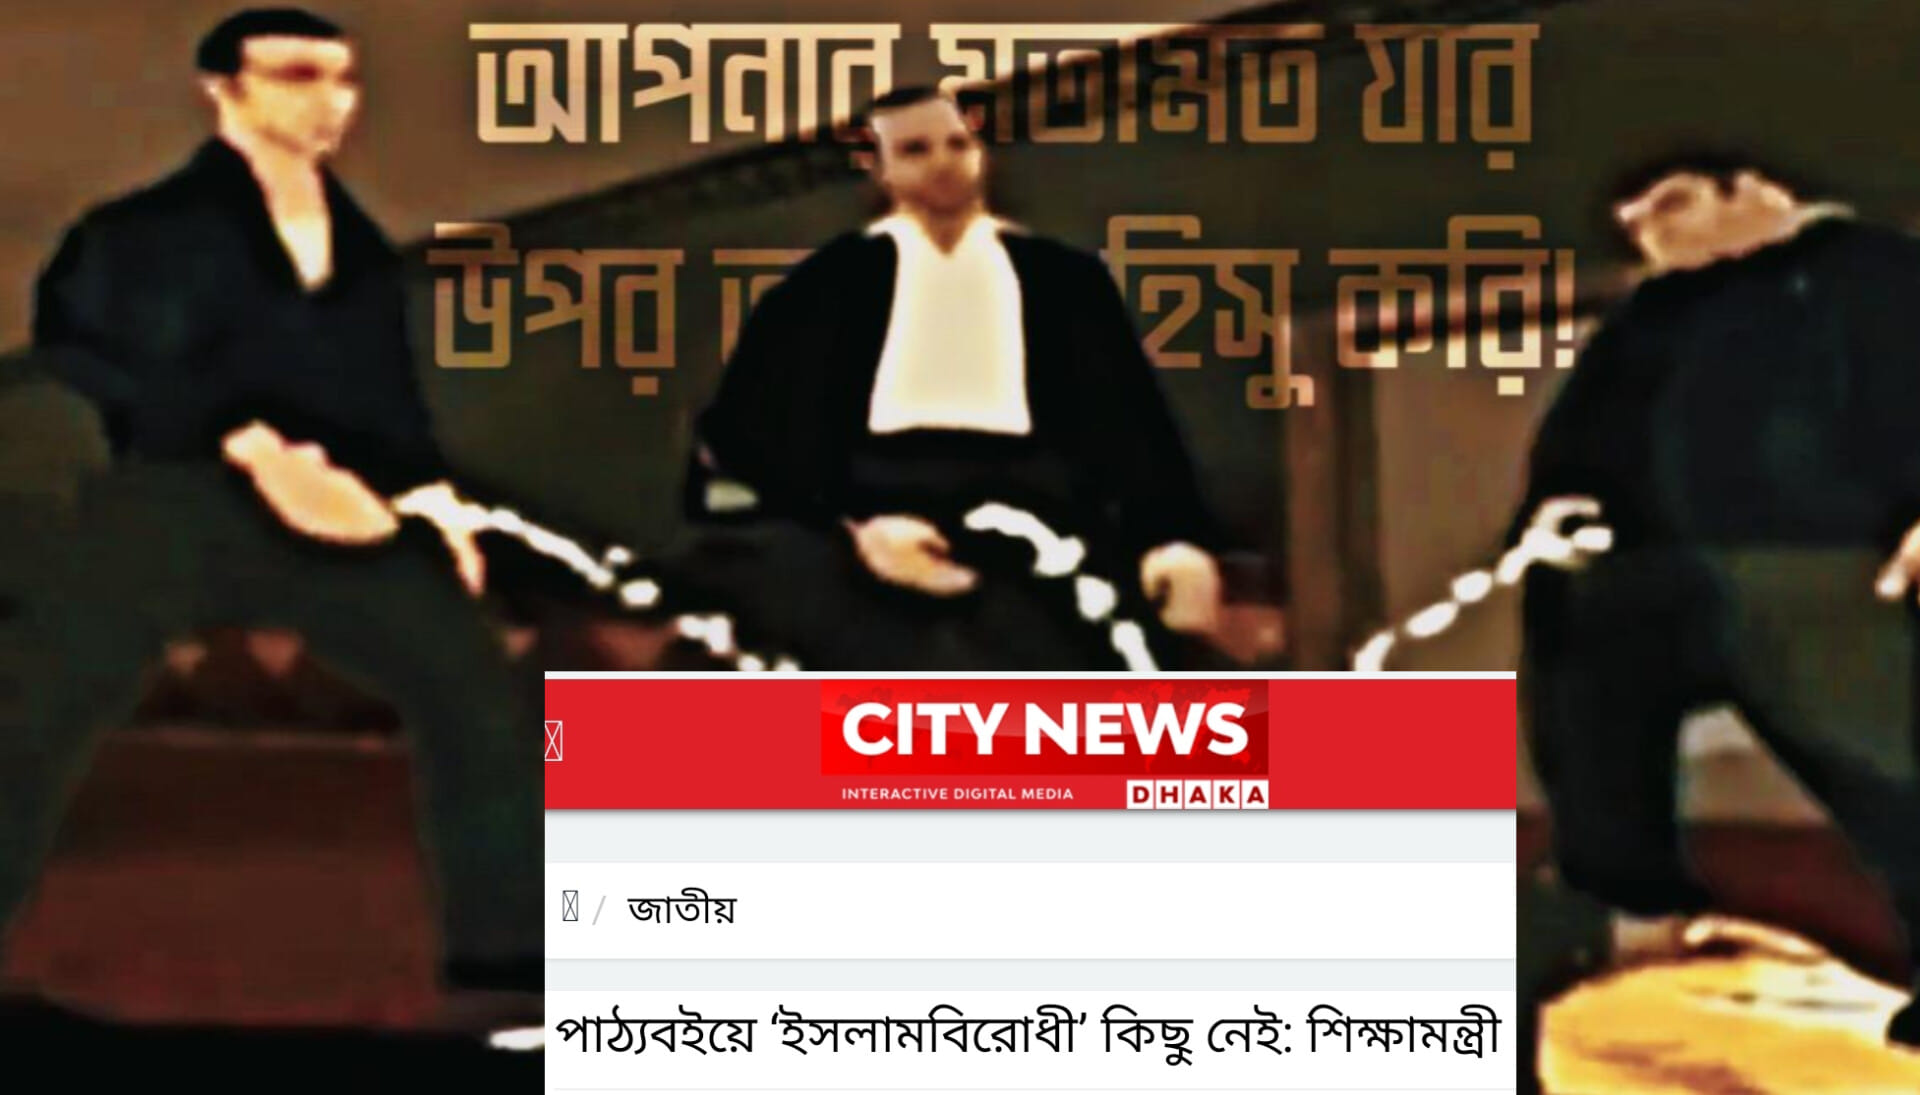 আপনার মতামত যার
উপর হিসু করি!
CITY NEWS
INTERACTIVE DIGITAL MEDIA DHAKA
/ জাতীয়
পাঠ্যবইয়ে ‘ইসলামবিরোধী’ কিছু নেই: শিক্ষামন্ত্রী